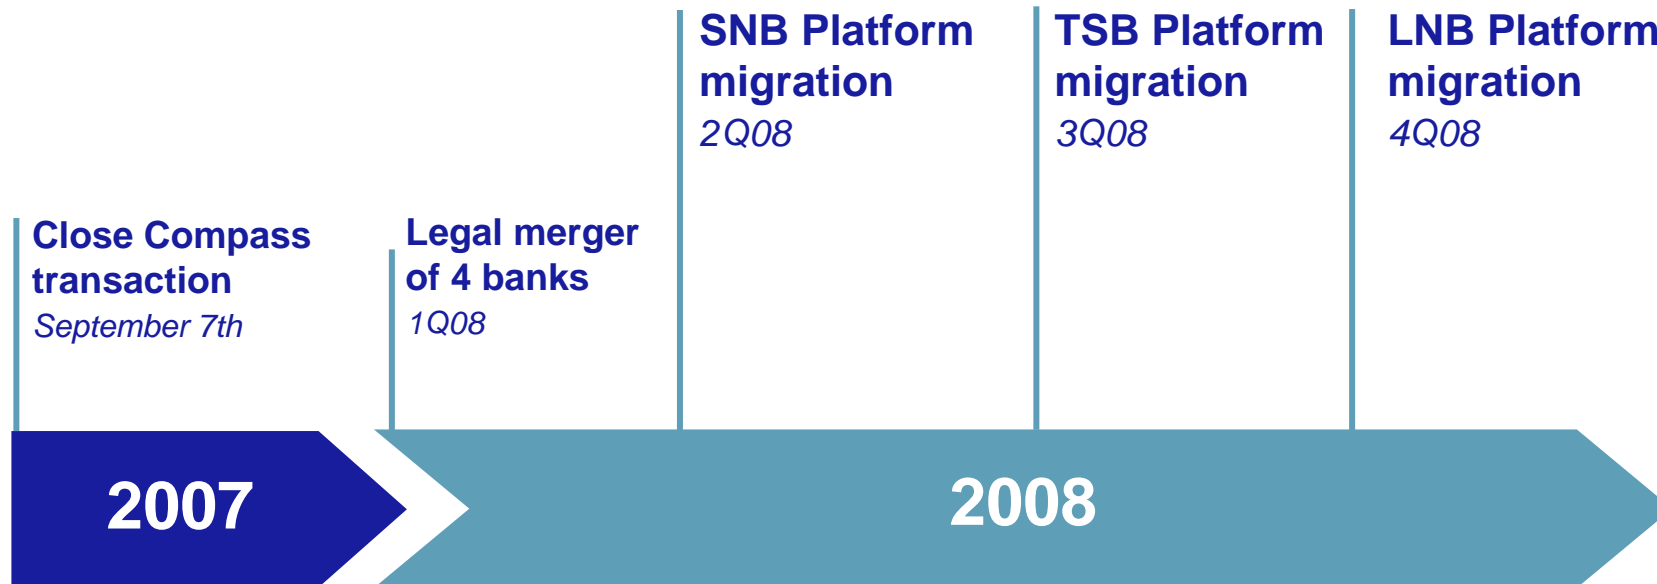 Close Compass
transaction
September 7th
Legal merger
of 4 banks
1Q08
SNB Platform
migration
2Q08
TSB Platform
migration
3Q08
LNB Platform
migration
4Q08
2007
2008